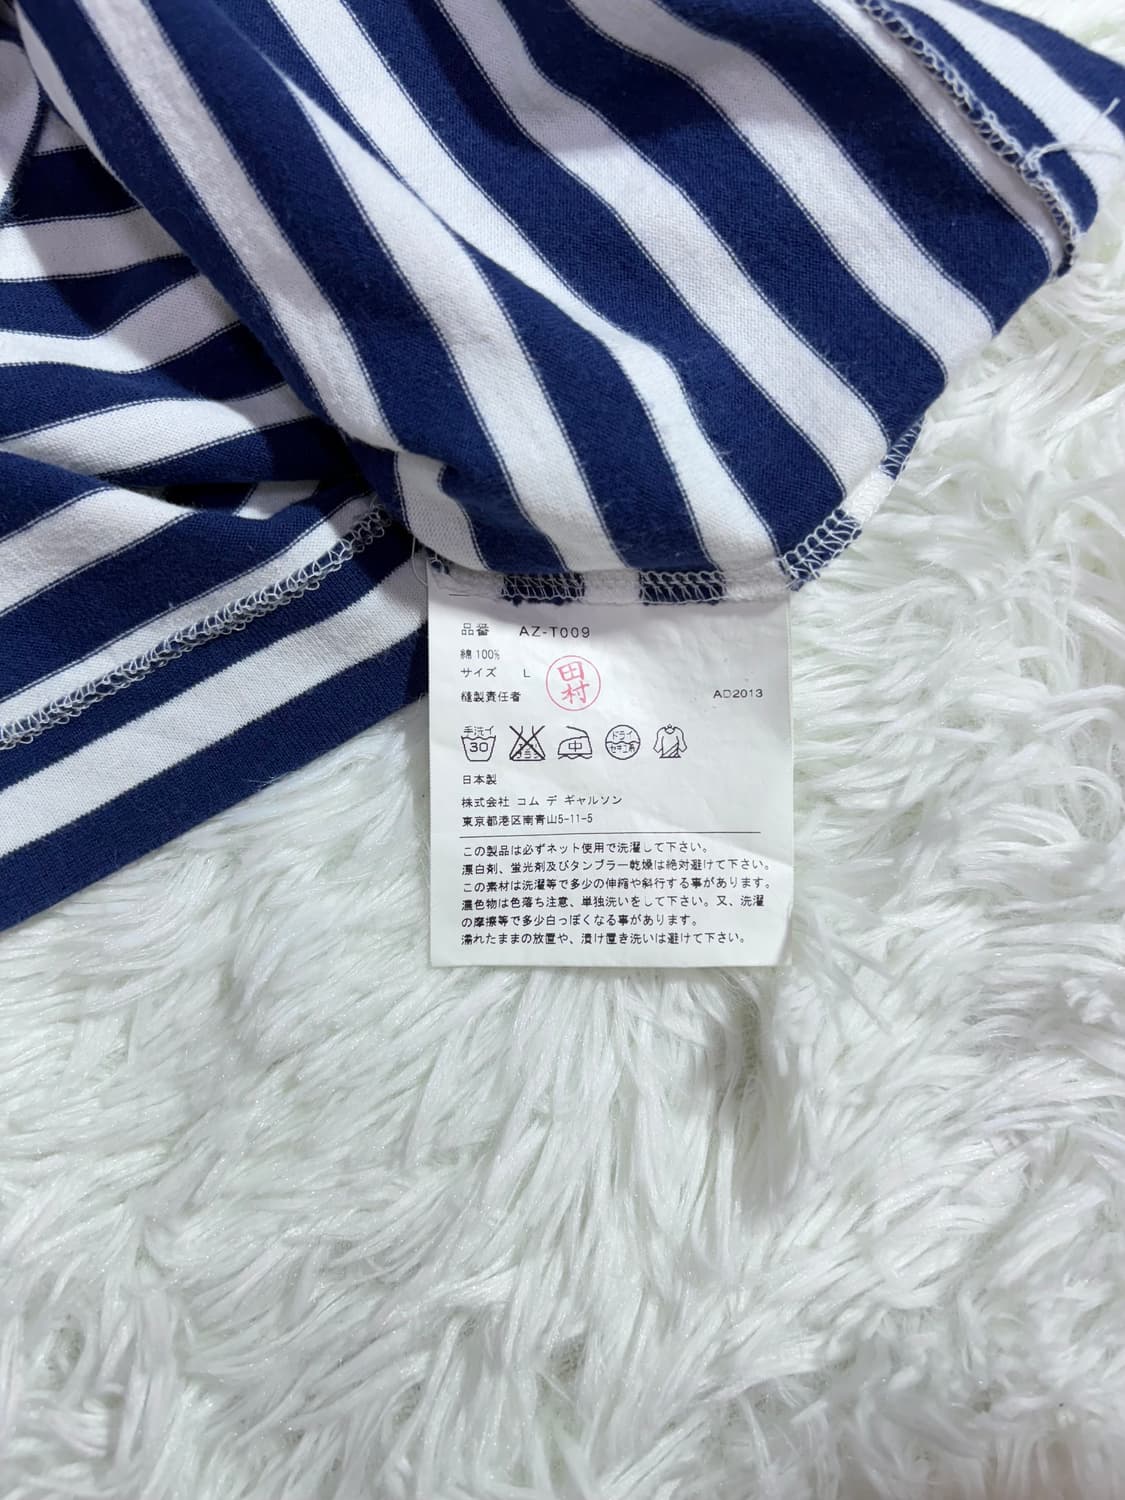 品番 AZ-T009
綿 100%
サイズ L
縫製責任者 田村 AD2013
手洗イ 30 中 ドライ セキユ系
日本製
株式会社 コム デ ギャルソン
東京都港区南青山5-11-5
この製品は必ずネット使用で洗濯して下さい。
漂白剤、蛍光剤及びタンブラー乾燥は絶対避けて下さい。
この素材は洗濯等で多少の伸縮や斜行する事があります。
濃色物は色落ち注意、単独洗いをして下さい。又、洗濯
の摩擦等で多少白っぽくなる事があります。
濡れたままの放置や、漬け置き洗いは避けて下さい。